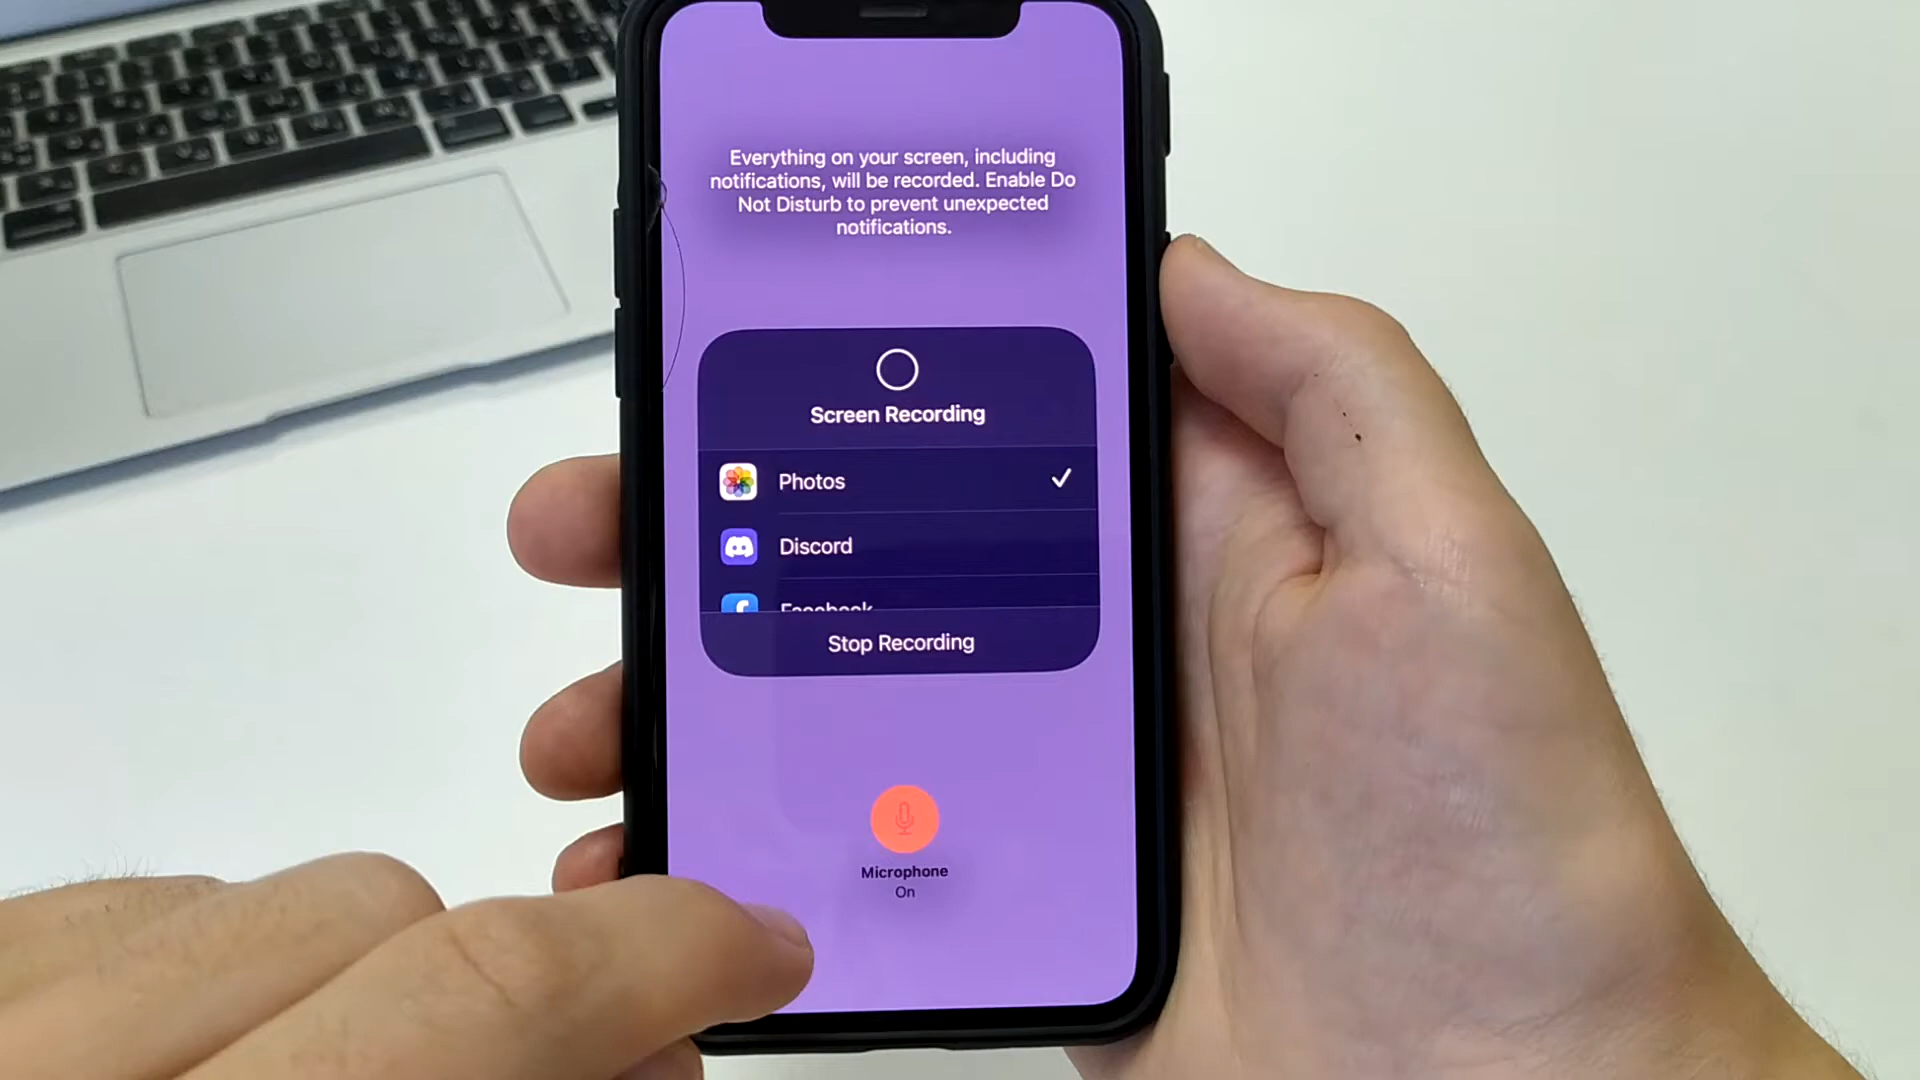 Everything on your screen, including
notifications, will be recorded. Enable Do
Not Disturb to prevent unexpected
notifications.
Screen Recording
Photos
Discord
Facebook
Stop Recording
Microphone
On